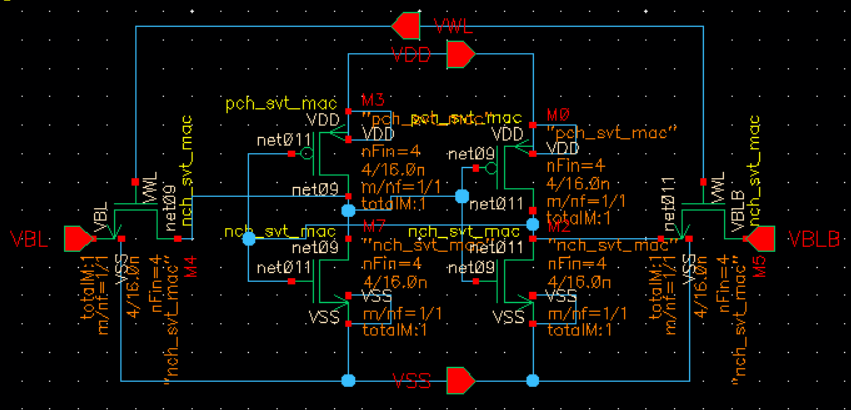 VWL
VDD
pch_svt_mac
M3
"pch_svt_mac"
VDD
VDD
net011
nFin=4
4/16.0n
m/nf=1/1
totalM:1
net09
pch_svt_mac
M0
"pch_svt_mac"
VDD
VDD
net09
nFin=4
4/16.0n
m/nf=1/1
totalM:1
net011
VBL
VBL
VWL
net09
nch_svt_mac
M4
VSS
totalM:1
m/nf=1/1
4/16.0n
nFin=4
"nch_svt_mac"
nch_svt_mac
M7
"nch_svt_mac"
net09
net011
nFin=4
4/16.0n
VSS
VSS
m/nf=1/1
totalM:1
nch_svt_mac
M2
"nch_svt_mac"
net011
net09
nFin=4
4/16.0n
VSS
VSS
m/nf=1/1
totalM:1
net011
VWL
VBLB
nch_svt_mac
VBLB
M5
VSS
totalM:1
m/nf=1/1
4/16.0n
nFin=4
"nch_svt_mac"
VSS